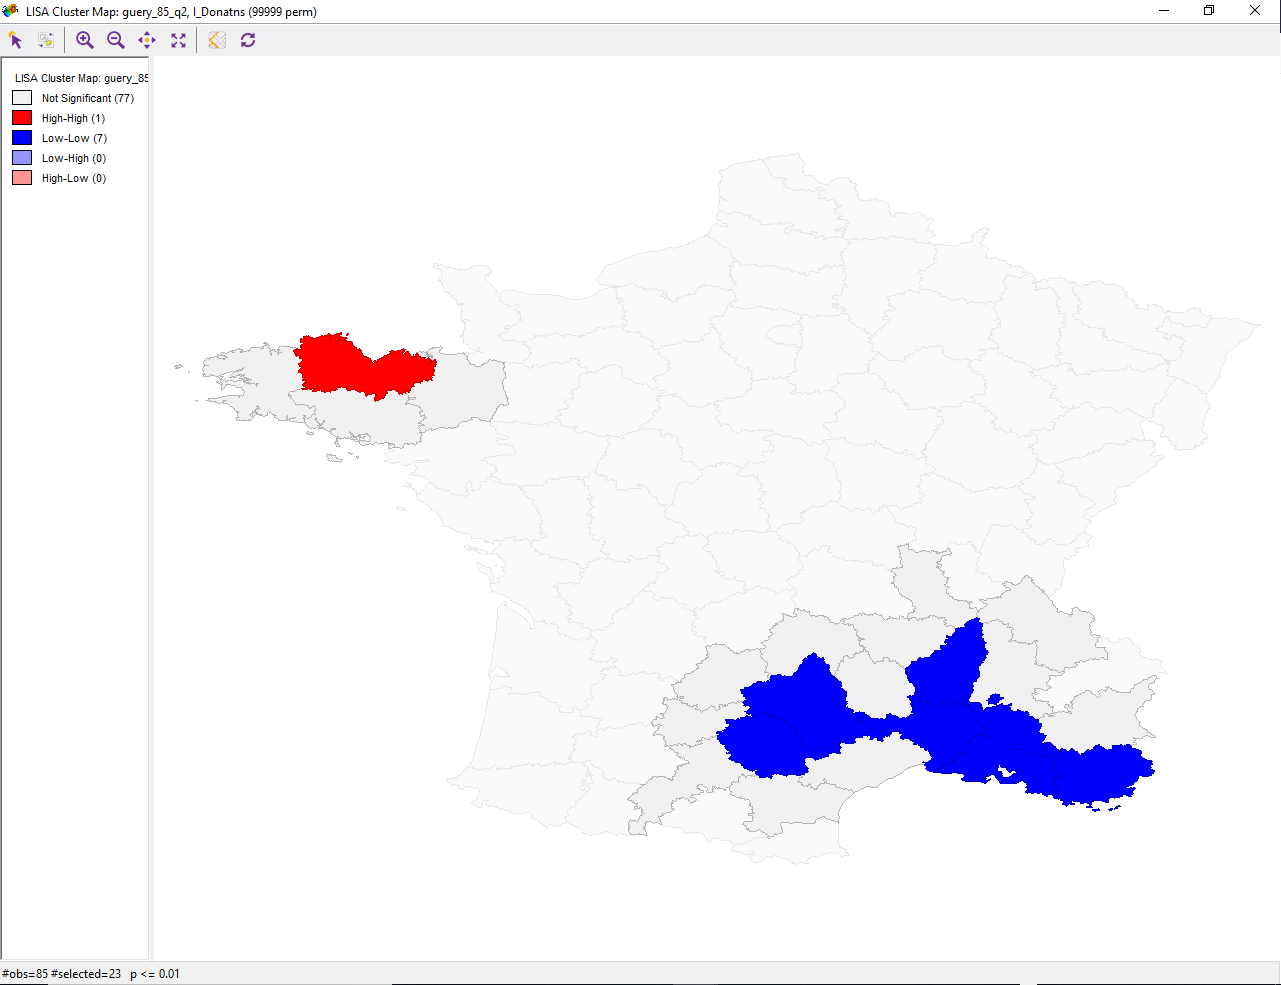 LISA Cluster Map: guery_85_q2, I_Donatns (99999 perm)
LISA Cluster Map: guery_85
Not Significant (77)
High-High (1)
Low-Low (7)
Low-High (0)
High-Low (0)
#obs=85 #selected=23 p <= 0.01